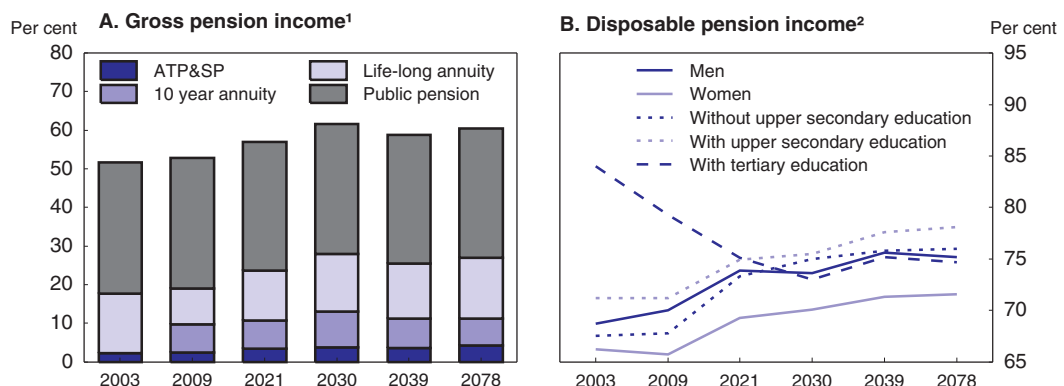 A. Gross pension income¹
Per cent
80
70
60
50
40
30
20
10
0
ATP&SP
Life-long annuity
10 year annuity
Public pension
2003 2009 2021 2030 2039 2078
B. Disposable pension income²
Per cent
95
90
85
80
75
70
65
Men
Women
Without upper secondary education
With upper secondary education
With tertiary education
2003 2009 2021 2030 2039 2078